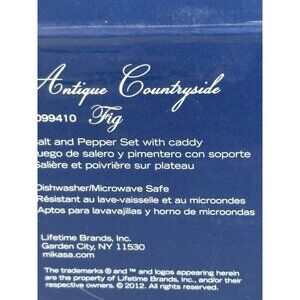 Antique Countryside
099410 Fig
alt and Pepper Set with caddy
uego de salero y pimentero con soporte
Salière et poivrière sur plateau
Dishwasher/Microwave Safe
Résistant au lave-vaisselle et au microondes
Aptos para lavavajillas y horno de microondas
Lifetime Brands, Inc.
Garden City, NY 11530
mikasa.com
The trademarks ® and ™ and logos appearing herein
are the property of Lifetime Brands, Inc. and/or their
respective owners. © 2012. All rights reserved.